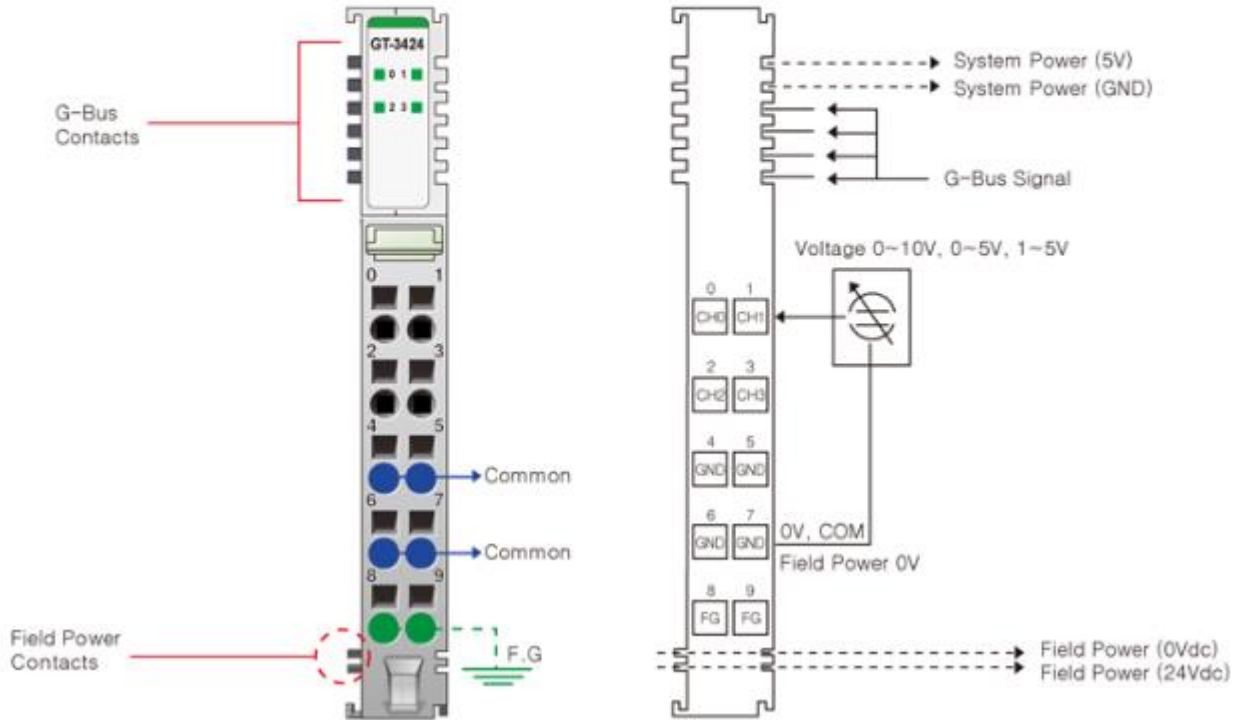 GT-3424
0 1
2 3
G-Bus
Contacts
0 1
2 3
4 5
Common
6 7
Common
8 9
Field Power
Contacts
F.G
System Power (5V)
System Power (GND)
G-Bus Signal
Voltage 0~10V, 0~5V, 1~5V
0 1
CH0 CH1
2 3
CH2 CH3
4 5
GND GND
6 7
GND GND
0V, COM
Field Power 0V
8 9
FG FG
Field Power (0Vdc)
Field Power (24Vdc)